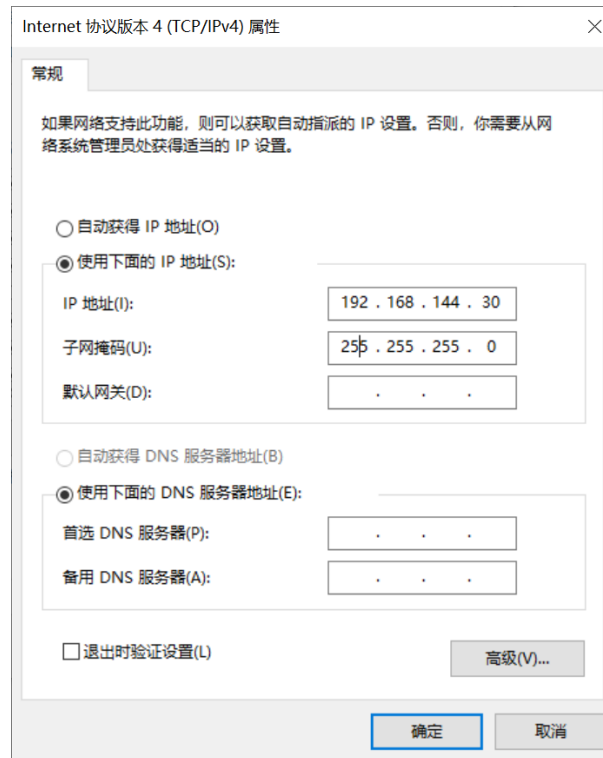 Internet 协议版本 4 (TCP/IPv4) 属性
常规
如果网络支持此功能，则可以获取自动指派的 IP 设置。否则，你需要从网
络系统管理员处获得适当的 IP 设置。
自动获得 IP 地址(O)
使用下面的 IP 地址(S):
IP 地址(I): 192 . 168 . 144 . 30
子网掩码(U): 255 . 255 . 255 . 0
默认网关(D): . . .
自动获得 DNS 服务器地址(B)
使用下面的 DNS 服务器地址(E):
首选 DNS 服务器(P): . . .
备用 DNS 服务器(A): . . .
退出时验证设置(L)
高级(V)...
确定 取消